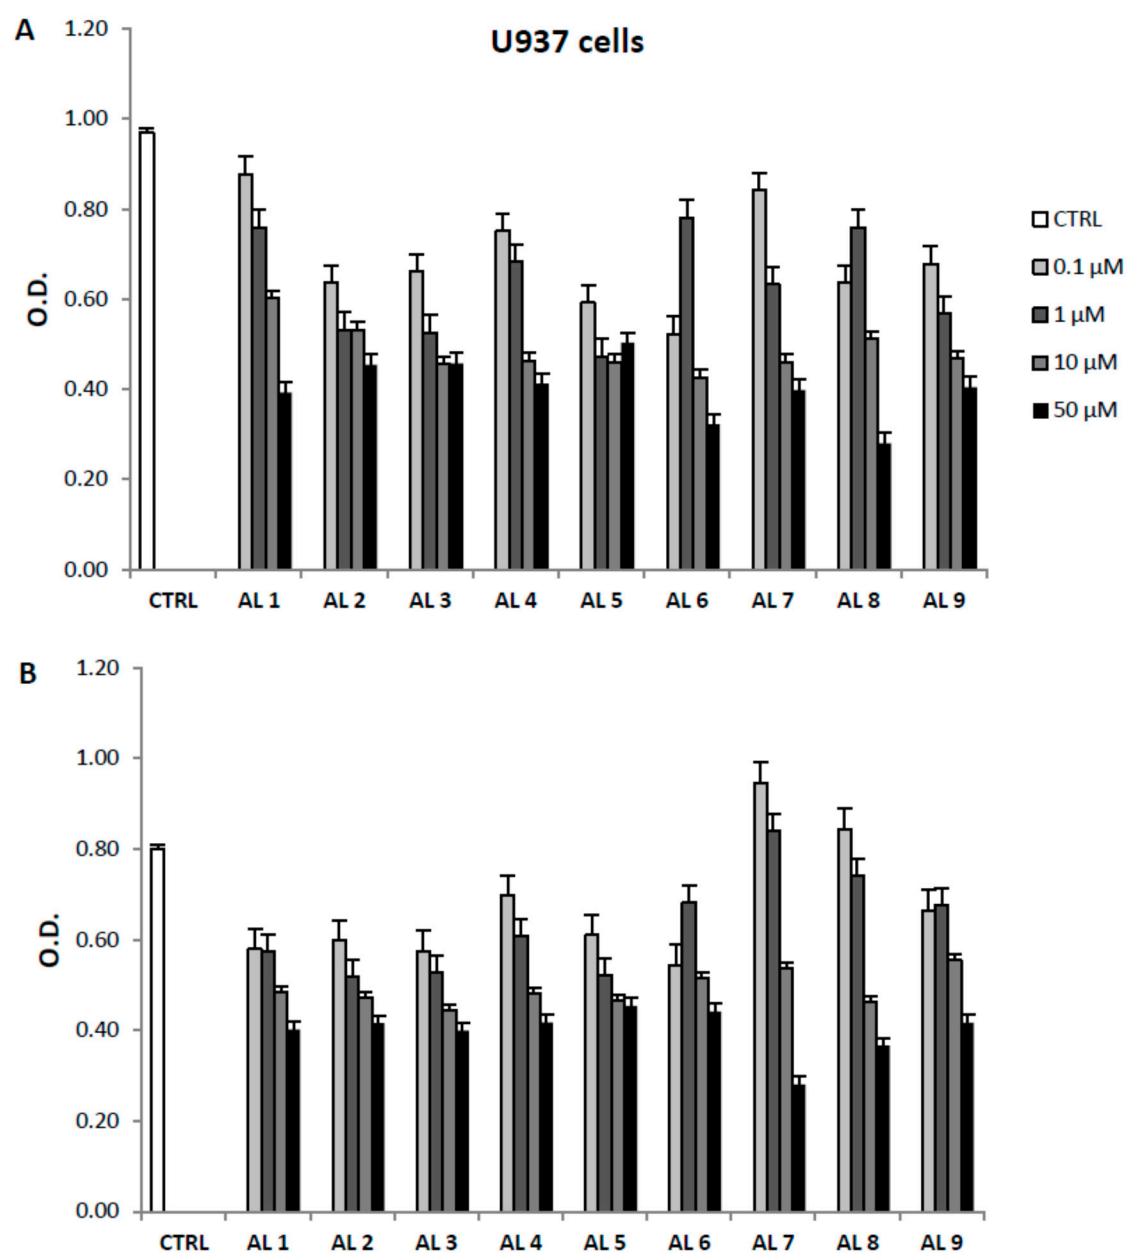 A
U937 cells
1.20
1.00
0.80
0.60
0.40
0.20
0.00
O.D.
CTRL AL 1 AL 2 AL 3 AL 4 AL 5 AL 6 AL 7 AL 8 AL 9
CTRL
0.1 µM
1 µM
10 µM
50 µM
B
1.20
1.00
0.80
0.60
0.40
0.20
0.00
O.D.
CTRL AL 1 AL 2 AL 3 AL 4 AL 5 AL 6 AL 7 AL 8 AL 9